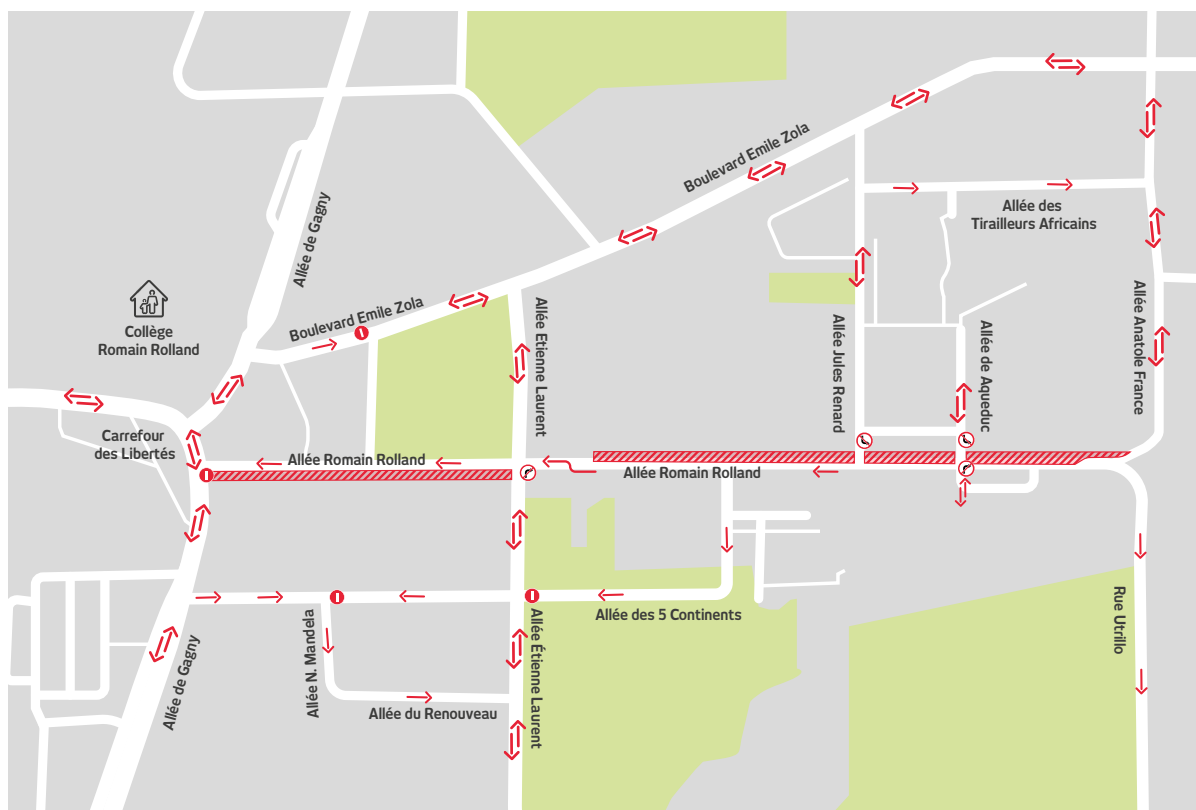 Boulevard Emile Zola
Allée de Gagny
Allée des
Tirailleurs Africains
Collège
Romain Rolland
Boulevard Emile Zola
Allée Etienne Laurent
Allée Jules Renard
Allée de Aqueduc
Allée Anatole France
Carrefour
des Libertés
Allée Romain Rolland
Allée Romain Rolland
Allée des 5 Continents
Rue Utrillo
Allée de Gagny
Allée N. Mandela
Allée du Renouveau
Allée Étienne Laurent